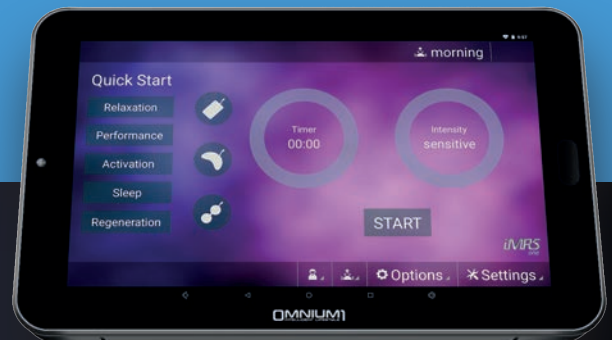 morning
Quick Start
Relaxation
Performance
Activation
Sleep
Regeneration
Timer
00:00
Intensity
sensitive
START
iMRS
Options
Settings
OMNIUM1